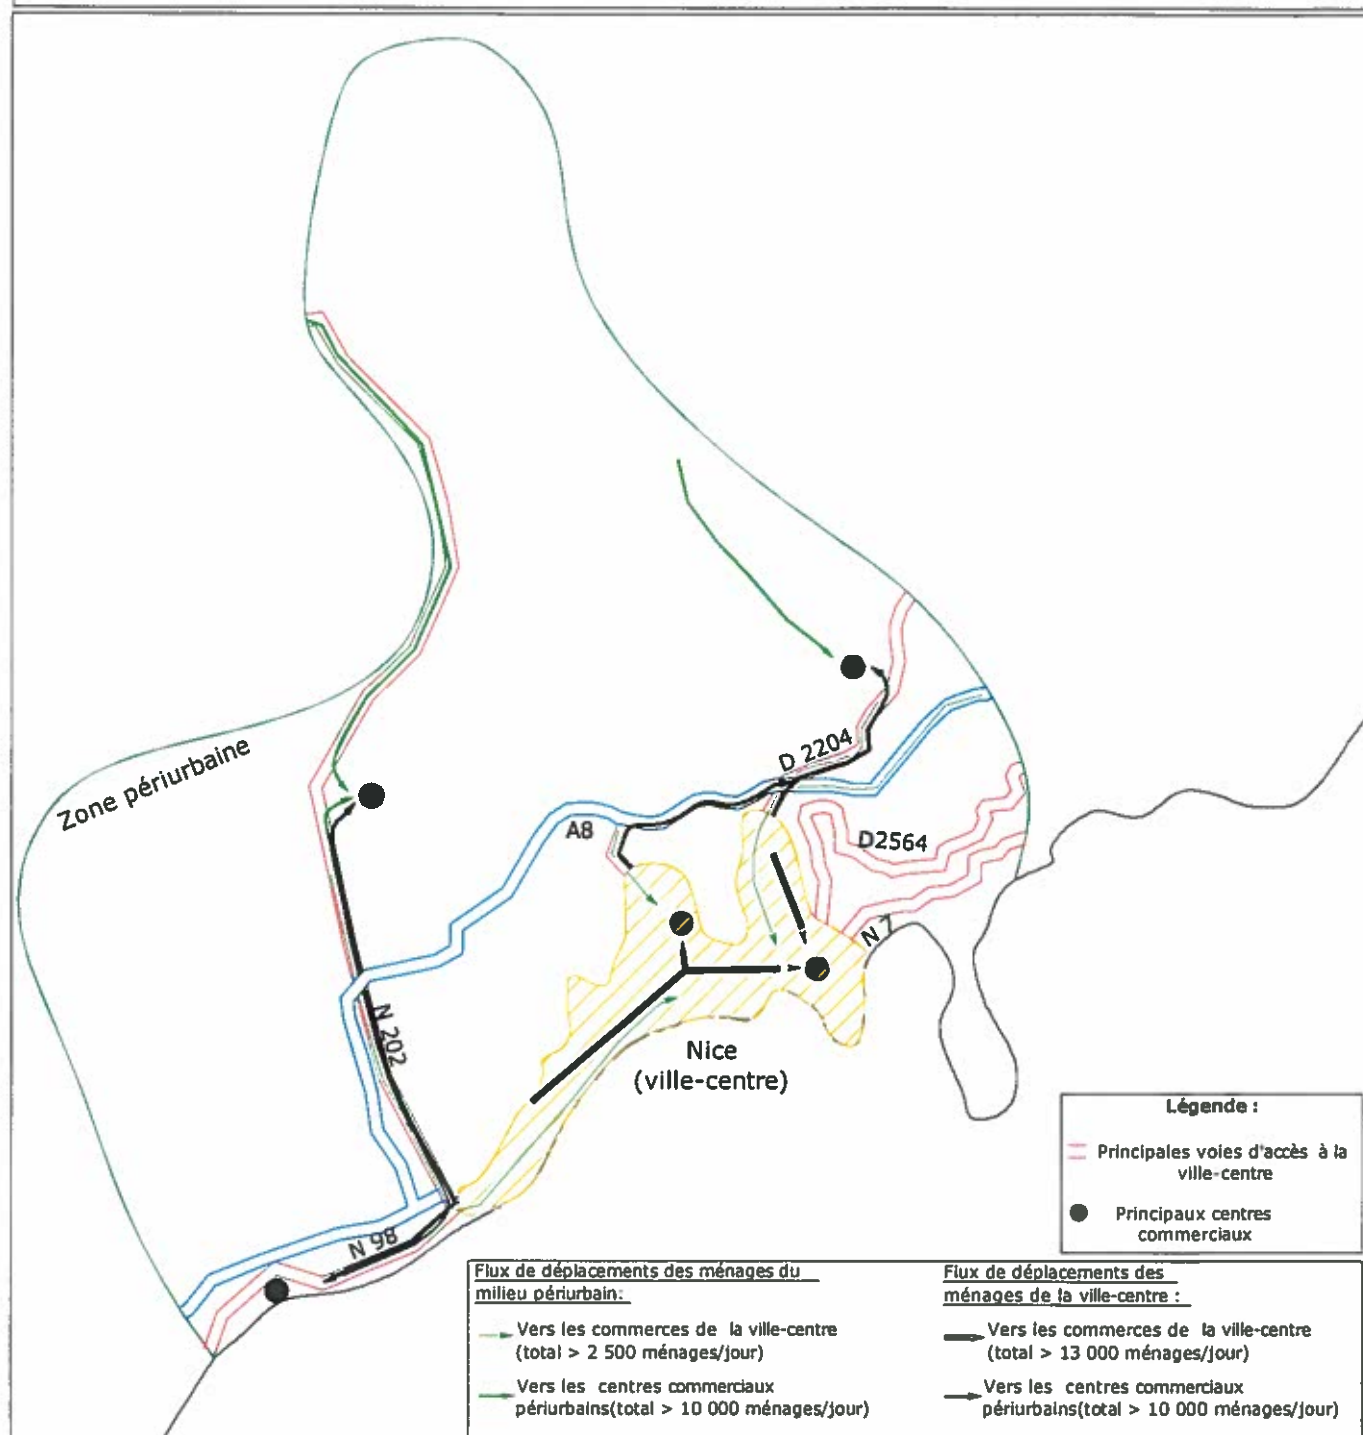 Zone périurbaine
D 2204
A8
D2564
N 7
N 202
Nice
(ville-centre)
N 98
Légende :
Principales voies d'accès à la
ville-centre
Principaux centres
commerciaux
Flux de déplacements des ménages du
milieu périurbain:
Vers les commerces de la ville-centre
(total > 2 500 ménages/jour)
Vers les centres commerciaux
périurbains(total > 10 000 ménages/jour)
Flux de déplacements des
ménages de la ville-centre :
Vers les commerces de la ville-centre
(total > 13 000 ménages/jour)
Vers les centres commerciaux
périurbains(total > 10 000 ménages/jour)